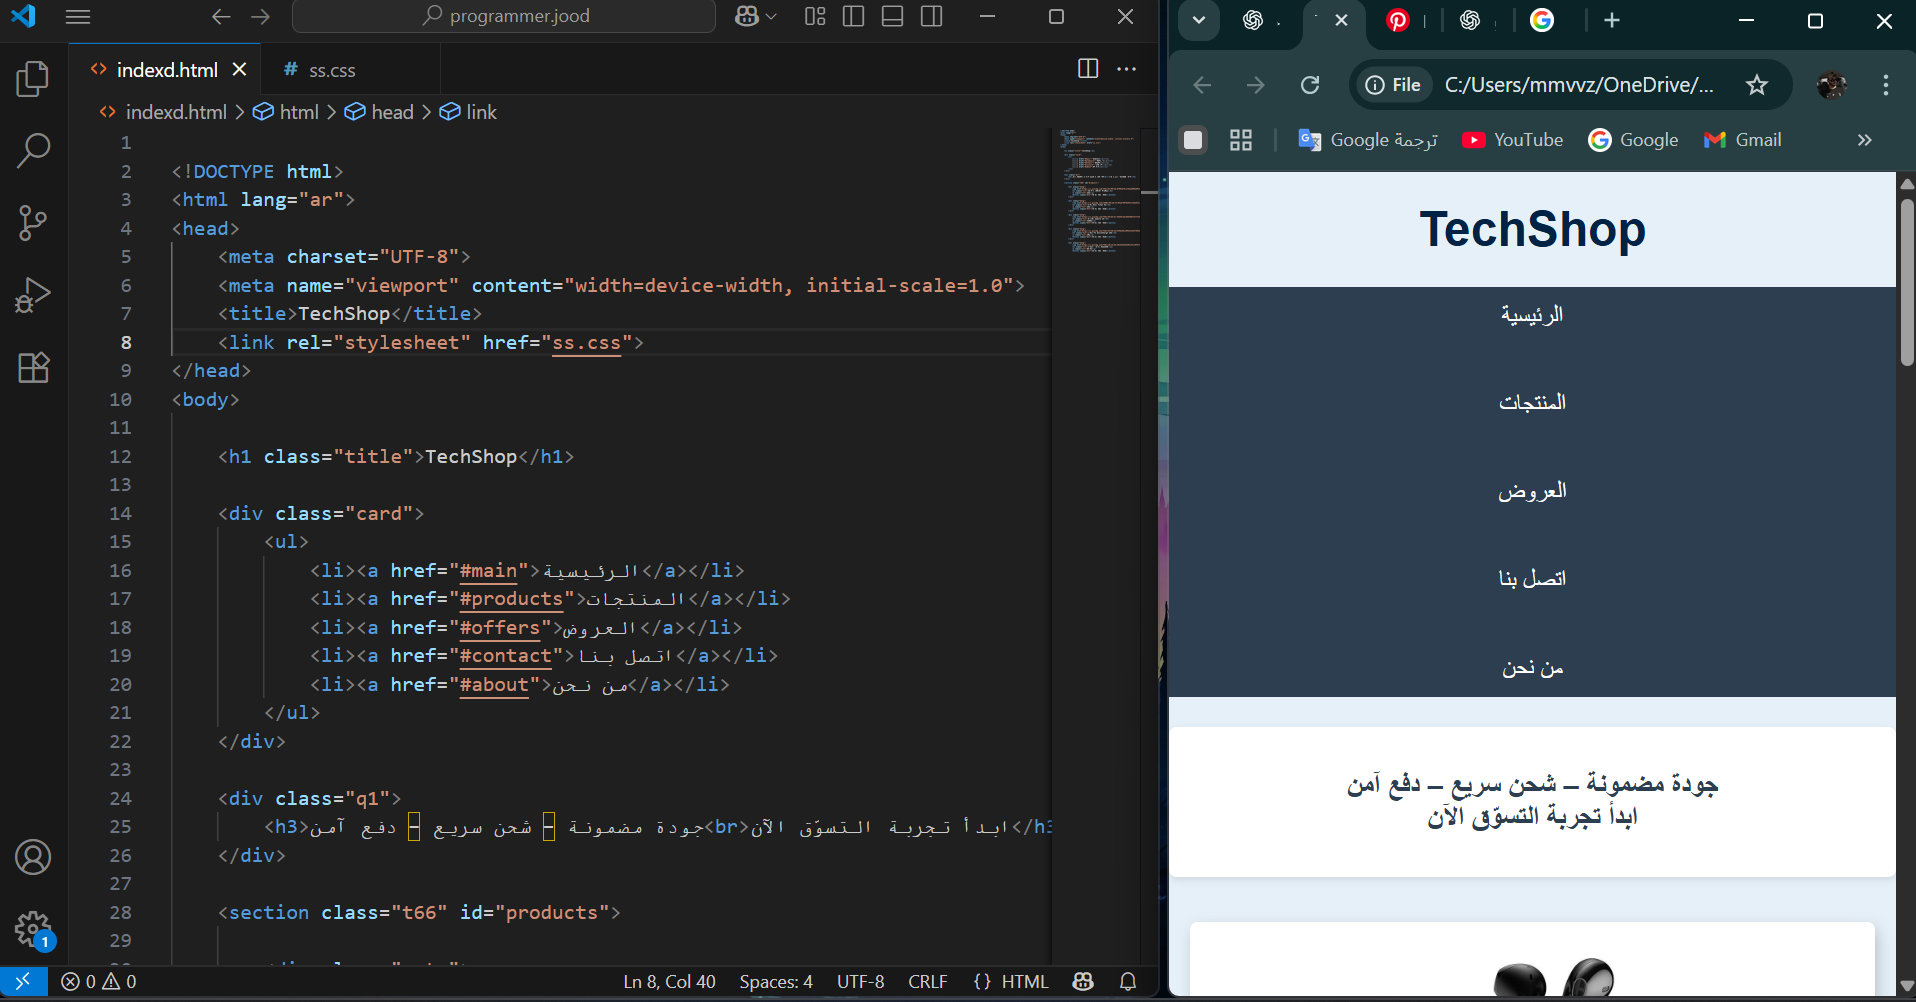 programmer.jood
indexd.html
# ss.css
indexd.html > html > head > link
1
2 <!DOCTYPE html>
3 <html lang="ar">
4 <head>
5 <meta charset="UTF-8">
6 <meta name="viewport" content="width=device-width, initial-scale=1.0">
7 <title>TechShop</title>
8 <link rel="stylesheet" href="ss.css">
9 </head>
10 <body>
11
12 <h1 class="title">TechShop</h1>
13
14 <div class="card">
15 <ul>
16 <li><a href="#main">الرئيسية</a></li>
17 <li><a href="#products">المنتجات</a></li>
18 <li><a href="#offers">العروض</a></li>
19 <li><a href="#contact">اتصل بنا</a></li>
20 <li><a href="#about">من نحن</a></li>
21 </ul>
22 </div>
23
24 <div class="q1">
25 <h3>جودة مضمونة – شحن سريع – دفع آمن<br>ابدأ تجربة التسوّق الآن</h3
26 </div>
27
28 <section class="t66" id="products">
29
1
0 0
Ln 8, Col 40
Spaces: 4
UTF-8
CRLF
{} HTML
File
C:/Users/mmvvz/OneDrive/...
Google ترجمة
YouTube
Google
Gmail
TechShop
الرئيسية
المنتجات
العروض
اتصل بنا
من نحن
جودة مضمونة – شحن سريع – دفع آمن
ابدأ تجربة التسوّق الآن